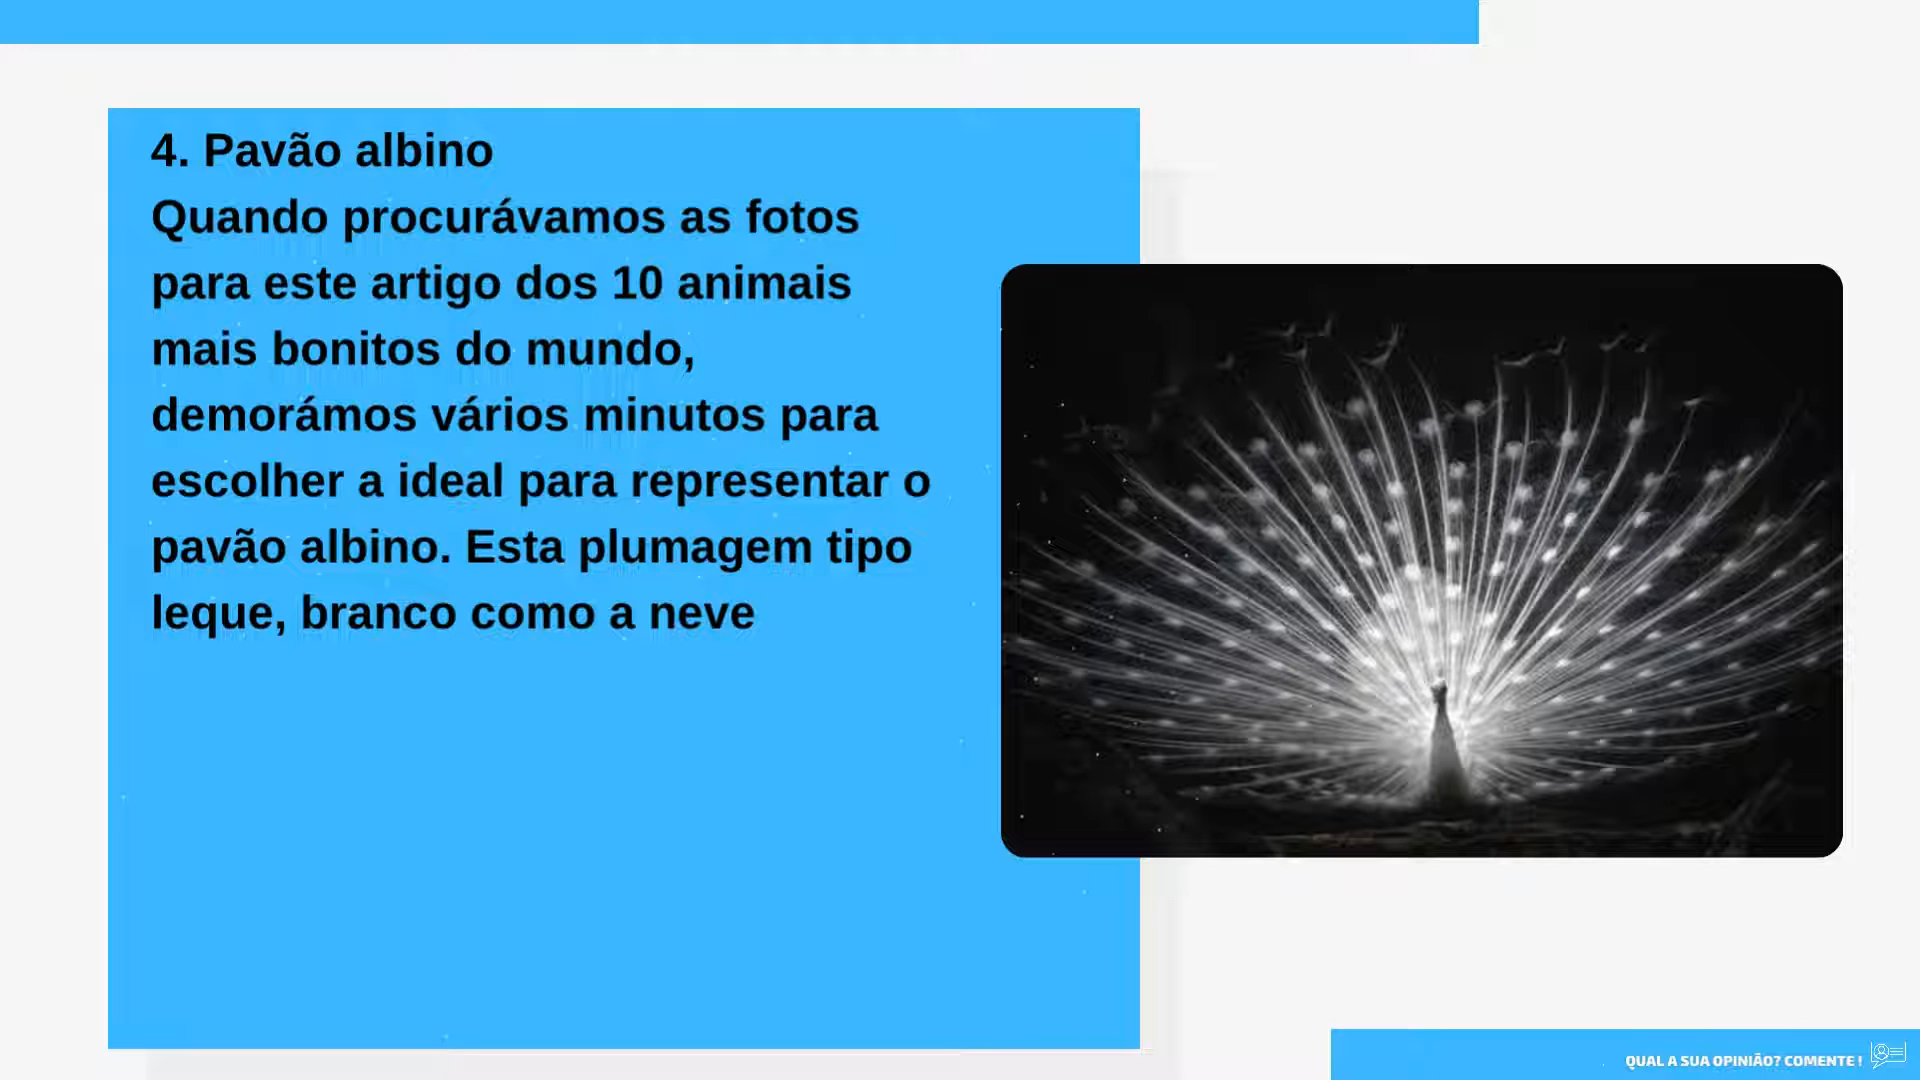 4. Pavão albino
Quando procurávamos as fotos
para este artigo dos 10 animais
mais bonitos do mundo,
demorámos vários minutos para
escolher a ideal para representar o
pavão albino. Esta plumagem tipo
leque, branco como a neve
QUAL A SUA OPINIÃO? COMENTE !